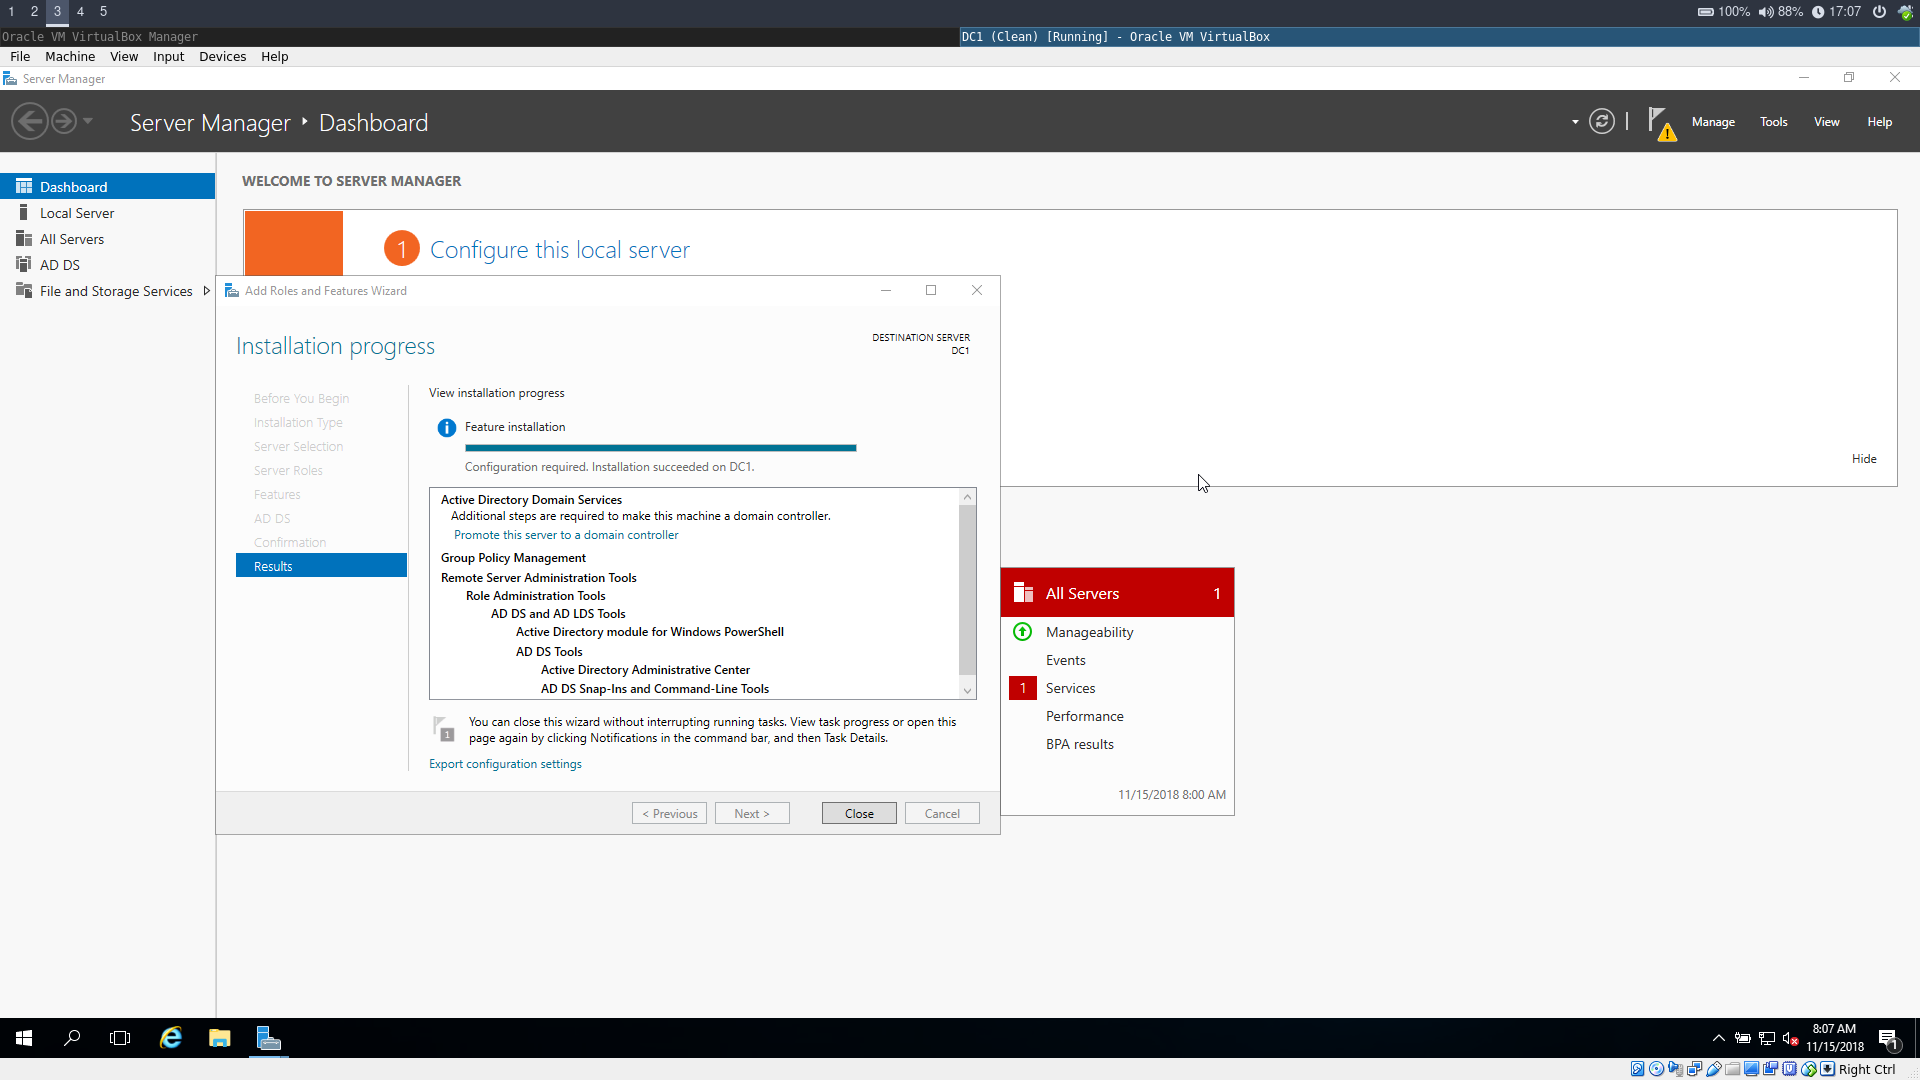 1 2 3 4 5
100% 88% 17:07
Oracle VM VirtualBox Manager
DC1 (Clean) [Running] - Oracle VM VirtualBox
File Machine View Input Devices Help
Server Manager
Server Manager Dashboard
Manage Tools View Help
Dashboard
Local Server
All Servers
AD DS
File and Storage Services
WELCOME TO SERVER MANAGER
1 Configure this local server
Hide
Add Roles and Features Wizard
Installation progress
DESTINATION SERVER
DC1
Before You Begin
Installation Type
Server Selection
Server Roles
Features
AD DS
Confirmation
Results
View installation progress
Feature installation
Configuration required. Installation succeeded on DC1.
Active Directory Domain Services
Additional steps are required to make this machine a domain controller.
Promote this server to a domain controller
Group Policy Management
Remote Server Administration Tools
Role Administration Tools
AD DS and AD LDS Tools
Active Directory module for Windows PowerShell
AD DS Tools
Active Directory Administrative Center
AD DS Snap-Ins and Command-Line Tools
1
You can close this wizard without interrupting running tasks. View task progress or open this
page again by clicking Notifications in the command bar, and then Task Details.
Export configuration settings
< Previous Next > Close Cancel
All Servers 1
Manageability
Events
1 Services
Performance
BPA results
11/15/2018 8:00 AM
8:07 AM
11/15/2018
1
Right Ctrl